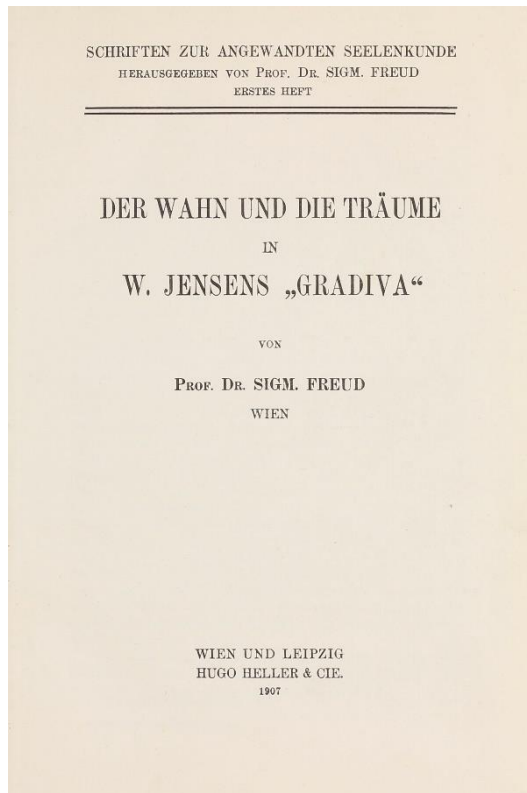 SCHRIFTEN ZUR ANGEWANDTEN SEELENKUNDE
HERAUSGEGEBEN VON PROF. DR. SIGM. FREUD
ERSTES HEFT
DER WAHN UND DIE TRÄUME
IN
W. JENSENS „GRADIVA“
VON
PROF. DR. SIGM. FREUD
WIEN
WIEN UND LEIPZIG
HUGO HELLER & CIE.
1907